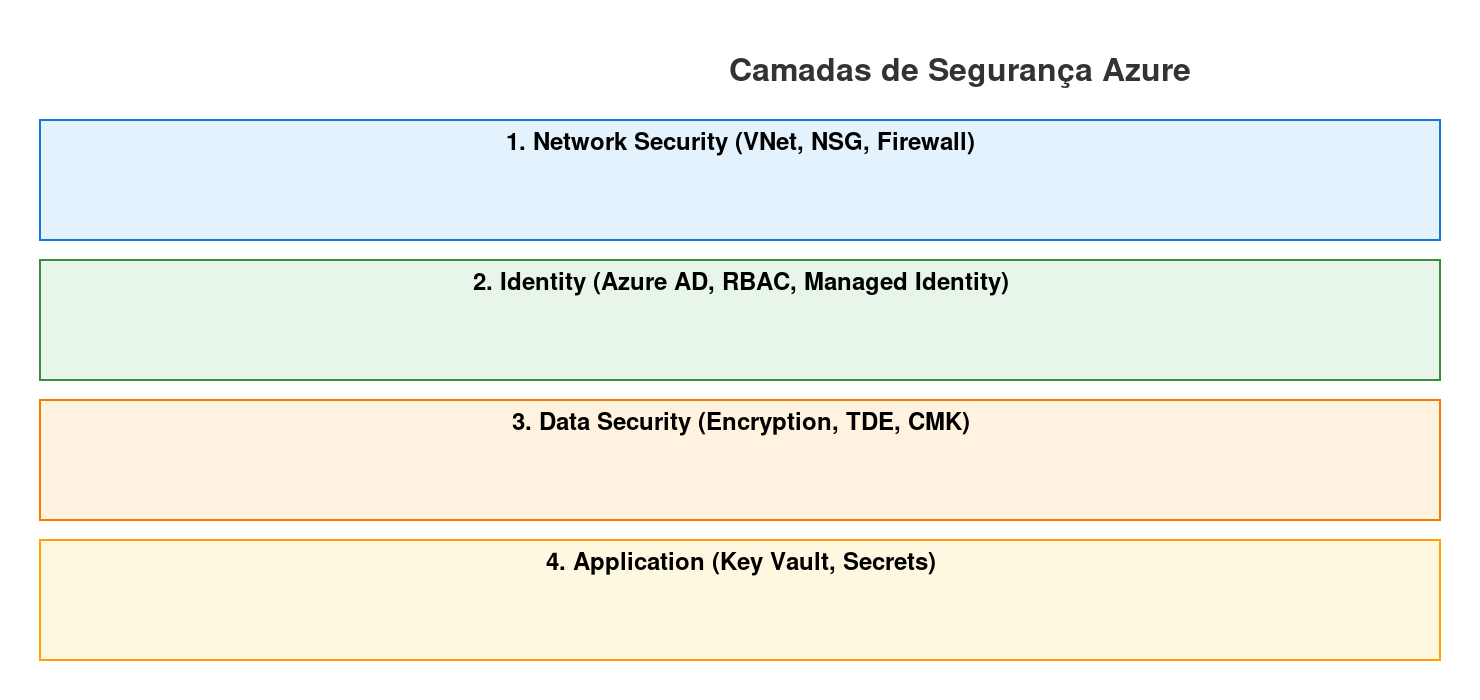 Camadas de Segurança Azure
1. Network Security (VNet, NSG, Firewall)
2. Identity (Azure AD, RBAC, Managed Identity)
3. Data Security (Encryption, TDE, CMK)
4. Application (Key Vault, Secrets)